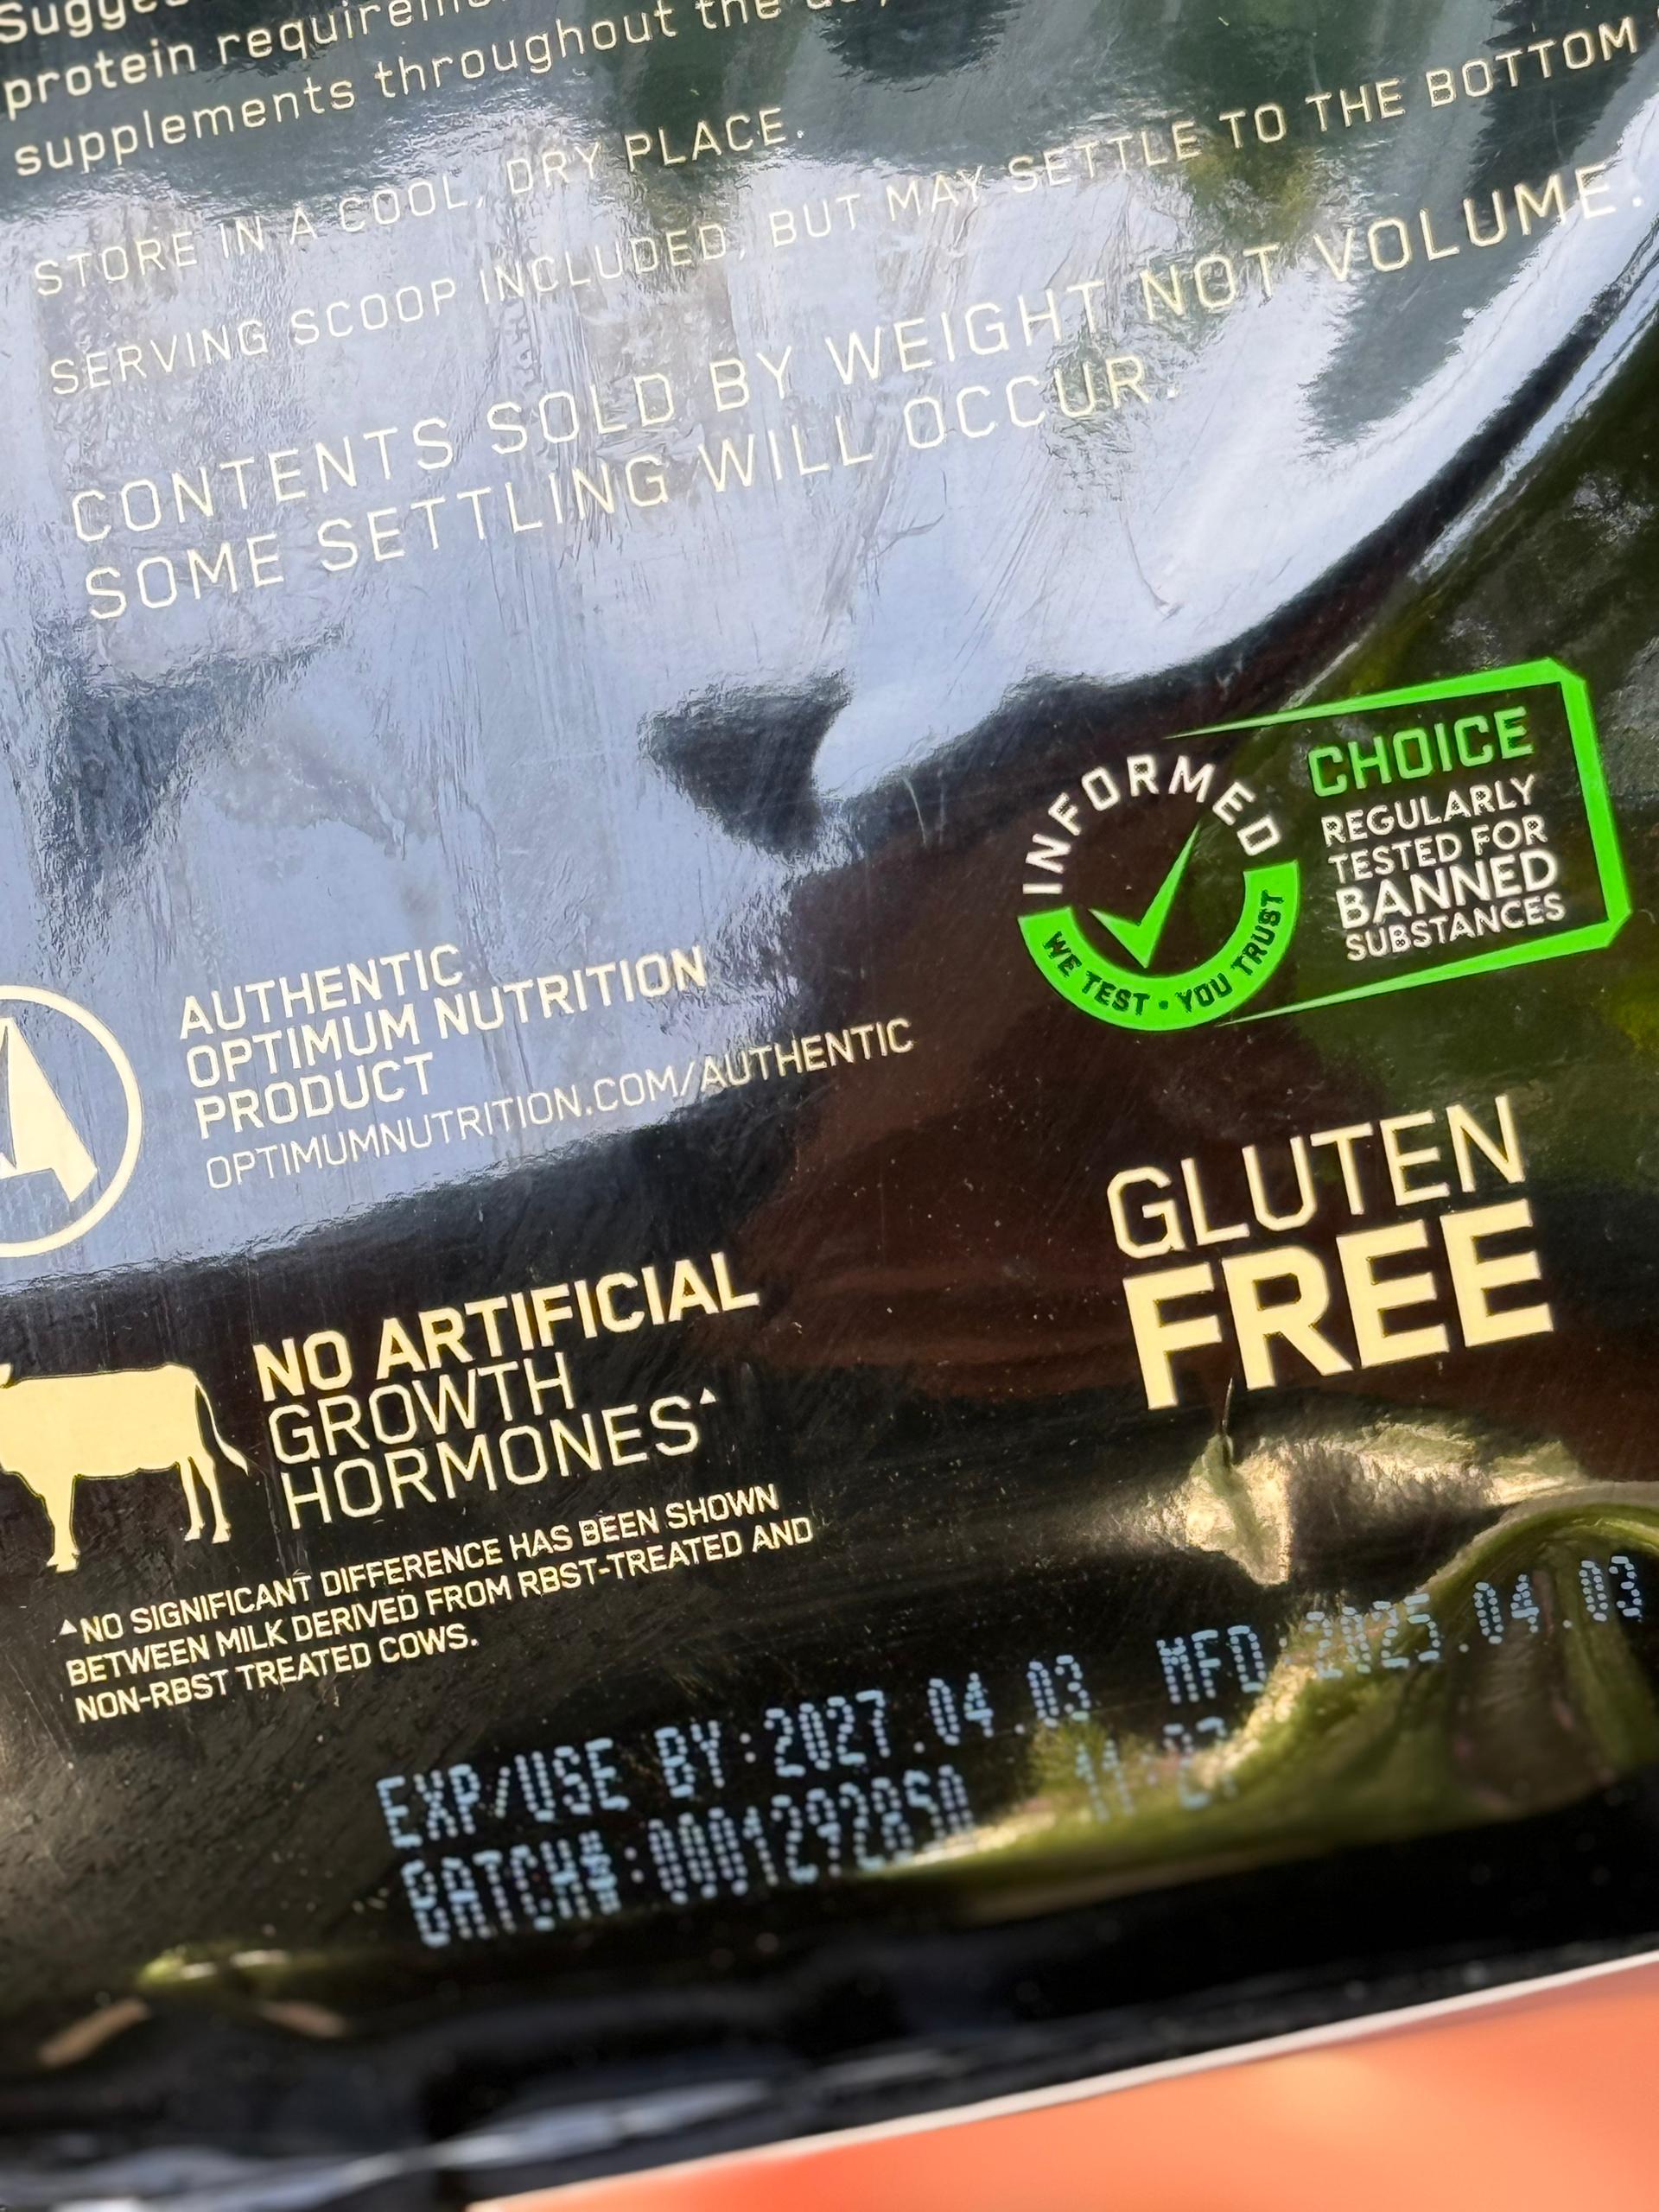 protein
supplements throughout the
STORE IN A COOL, DRY PLACE.
SERVING SCOOP INCLUDED, BUT MAY SETTLE TO THE BOTTOM
CONTENTS SOLD BY WEIGHT NOT VOLUME.
SOME SETTLING WILL OCCUR.
INFORMED
WE TEST • YOU TRUST
CHOICE
REGULARLY
TESTED FOR
BANNED
SUBSTANCES
AUTHENTIC
OPTIMUM NUTRITION
PRODUCT
OPTIMUMNUTRITION.COM/AUTHENTIC
GLUTEN
FREE
NO ARTIFICIAL
GROWTH
HORMONES▲
▲NO SIGNIFICANT DIFFERENCE HAS BEEN SHOWN
BETWEEN MILK DERIVED FROM RBST-TREATED AND
NON-RBST TREATED COWS.
EXP/USE BY:2027.04.03 MFD:2025.04.03
BATCH#: